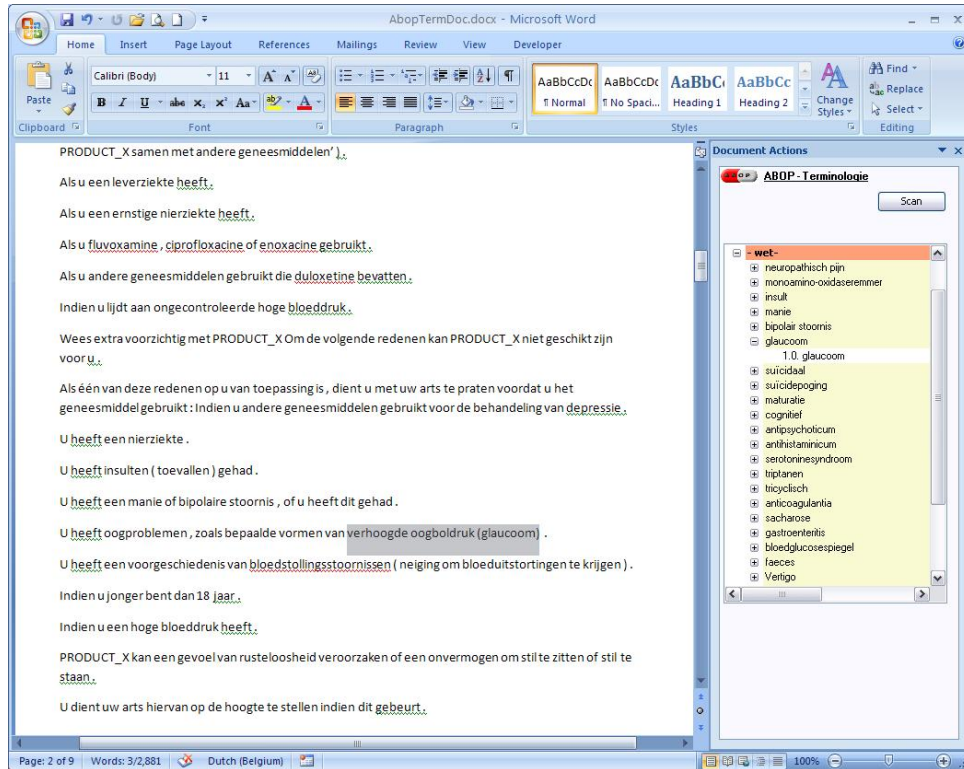 AbopTermDoc.docx - Microsoft Word
Home Insert Page Layout References Mailings Review View Developer
Paste
Calibri (Body) 11
Clipboard Font Paragraph Styles Editing
AaBbCcDc AaBbCcDc AaBbC AaBbCc
¶ Normal ¶ No Spaci... Heading 1 Heading 2
Change Styles
Find
Replace
Select
PRODUCT_X samen met andere geneesmiddelen’ ).
Als u een leverziekte heeft.
Als u een ernstige nierziekte heeft.
Als u fluvoxamine , ciprofloxacine of enoxacine gebruikt.
Als u andere geneesmiddelen gebruikt die duloxetine bevatten.
Indien u lijdt aan ongecontroleerde hoge bloeddruk.
Wees extra voorzichtig met PRODUCT_X Om de volgende redenen kan PRODUCT_X niet geschikt zijn
voor u.
Als één van deze redenen op u van toepassing is , dient u met uw arts te praten voordat u het
geneesmiddel gebruikt : Indien u andere geneesmiddelen gebruikt voor de behandeling van depressie.
U heeft een nierziekte .
U heeft insulten ( toevallen ) gehad .
U heeft een manie of bipolaire stoornis , of u heeft dit gehad .
U heeft oogproblemen , zoals bepaalde vormen van verhoogde oogboldruk (glaucoom) .
U heeft een voorgeschiedenis van bloedstollingsstoornissen ( neiging om bloeduitstortingen te krijgen ) .
Indien u jonger bent dan 18 jaar.
Indien u een hoge bloeddruk heeft.
PRODUCT_X kan een gevoel van rusteloosheid veroorzaken of een onvermogen om stil te zitten of stil te
staan.
U dient uw arts hiervan op de hoogte te stellen indien dit gebeurt.
Document Actions
ABOP - Terminologie
Scan
- wet-
neuropathisch pijn
monoamino-oxidaseremmer
insult
manie
bipolair stoornis
glaucoom
1.0. glaucoom
suïcidaal
suïcidepoging
maturatie
cognitief
antipsychoticum
antihistaminicum
serotoninesyndroom
triptanen
tricyclisch
anticoagulantia
sacharose
gastroenteritis
bloedglucosespiegel
faeces
Vertigo
Page: 2 of 9 Words: 3/2,881 Dutch (Belgium) 100%